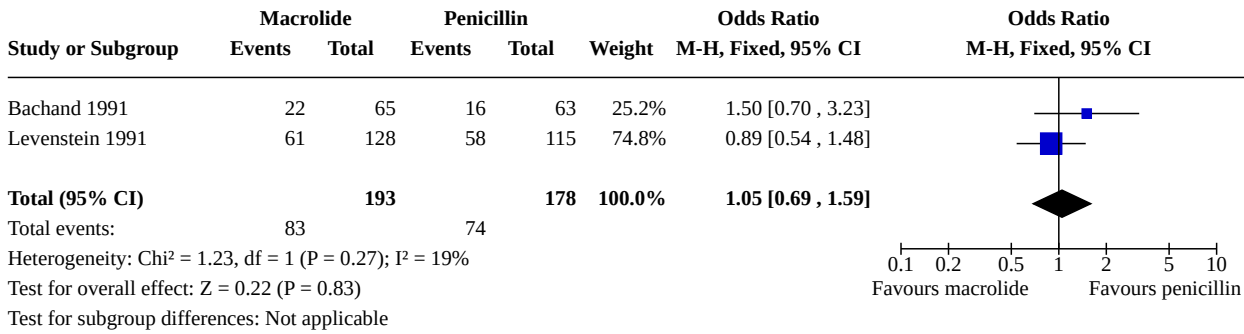 Macrolide Penicillin Odds Ratio Odds Ratio
Study or Subgroup Events Total Events Total Weight M-H, Fixed, 95% CI M-H, Fixed, 95% CI
Bachand 1991 22 65 16 63 25.2% 1.50 [0.70 , 3.23]
Levenstein 1991 61 128 58 115 74.8% 0.89 [0.54 , 1.48]
Total (95% CI) 193 178 100.0% 1.05 [0.69 , 1.59]
Total events: 83 74
Heterogeneity: Chi² = 1.23, df = 1 (P = 0.27); I² = 19%
0.1 0.2 0.5 1 2 5 10
Test for overall effect: Z = 0.22 (P = 0.83) Favours macrolide Favours penicillin
Test for subgroup differences: Not applicable